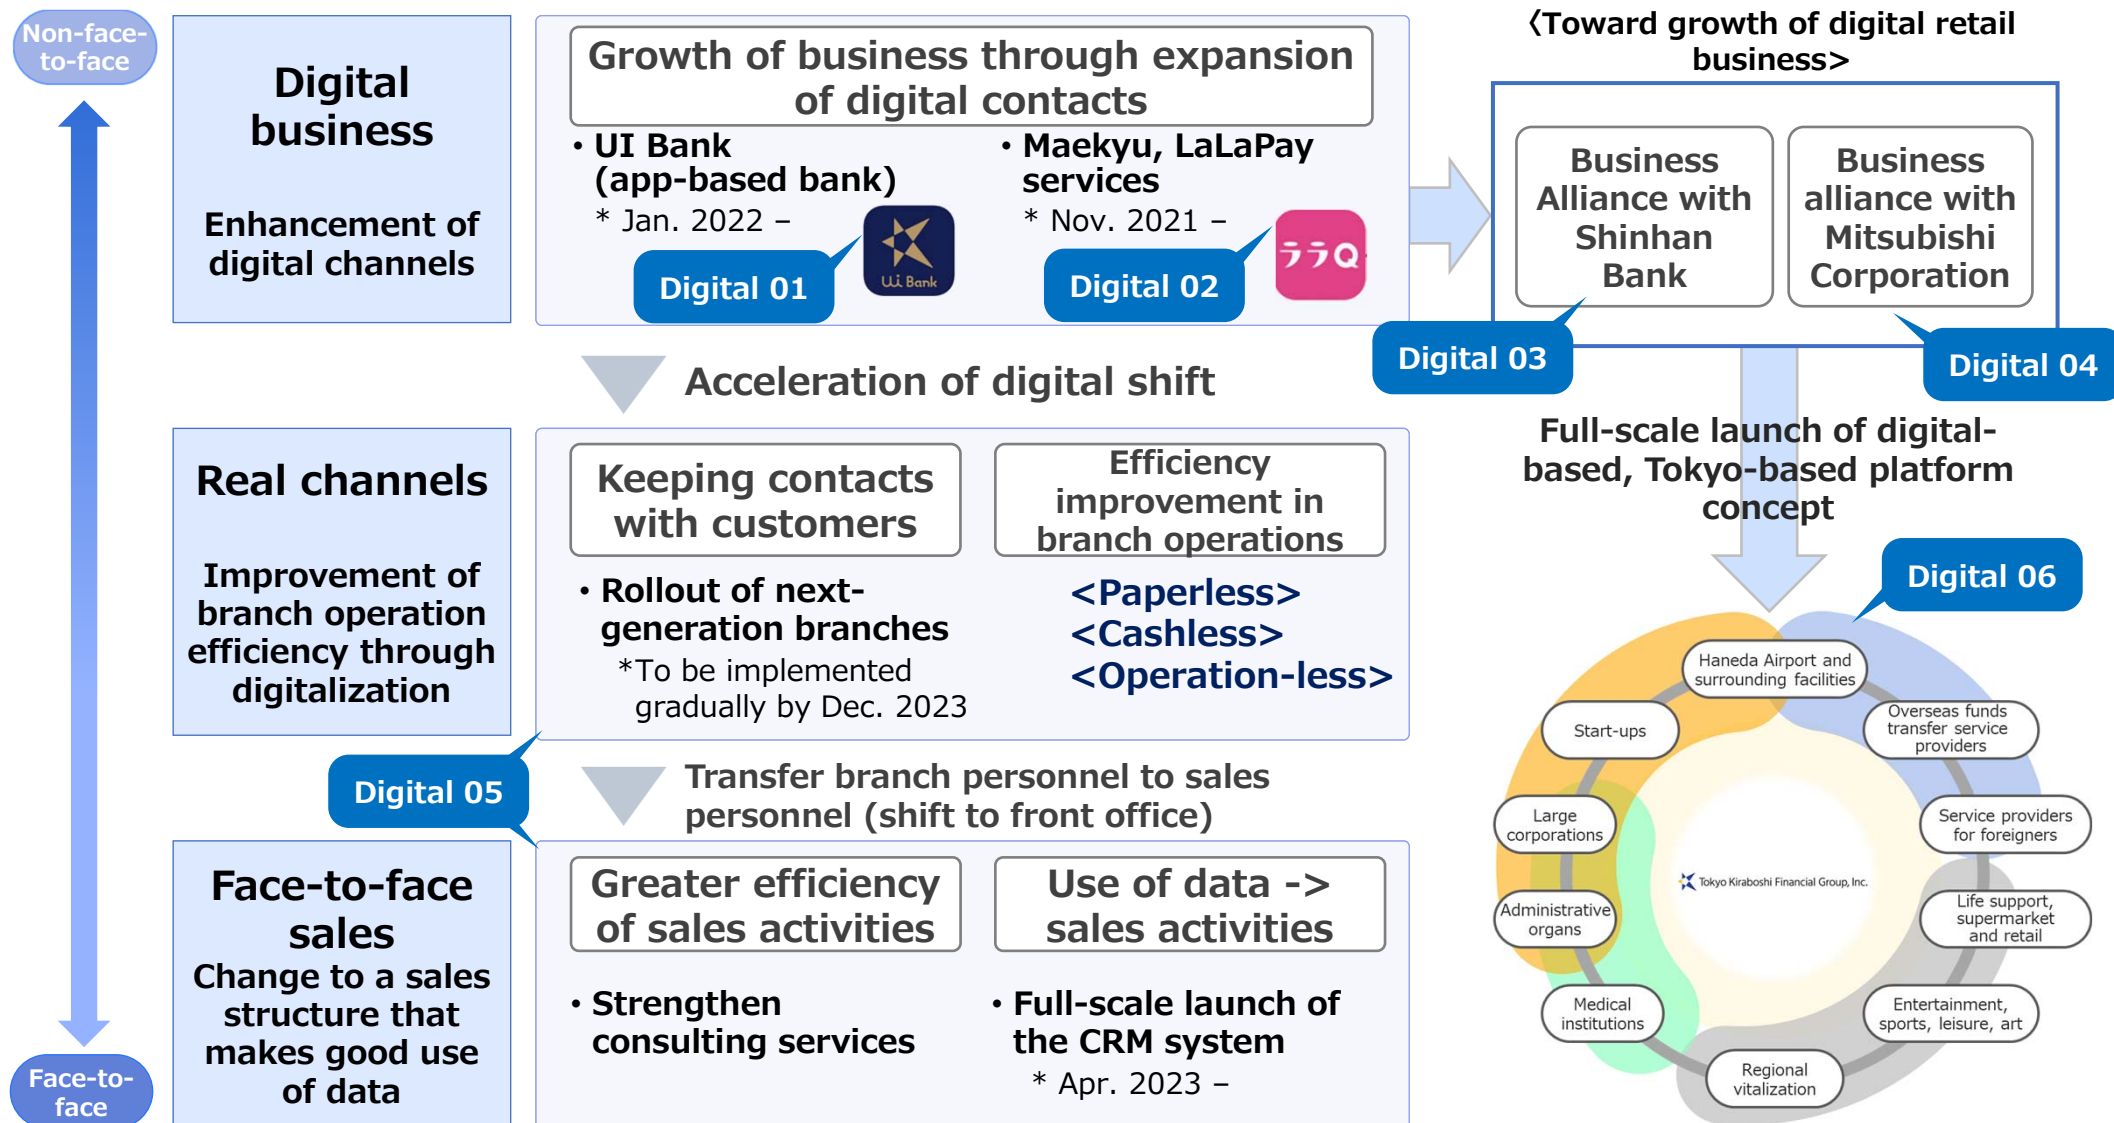 Non-face-
to-face
Digital
business
Enhancement of
digital channels
Growth of business through expansion
of digital contacts
・UI Bank
(app-based bank)
* Jan. 2022 –
Digital 01
Ui Bank
・Maekyu, LaLaPay
services
* Nov. 2021 –
Digital 02
ララQ
〈Toward growth of digital retail
business>
Business
Alliance with
Shinhan
Bank
Business
alliance with
Mitsubishi
Corporation
Digital 03
Digital 04
Acceleration of digital shift
Real channels
Improvement of
branch operation
efficiency through
digitalization
Keeping contacts
with customers
・Rollout of next-
generation branches
*To be implemented
gradually by Dec. 2023
Efficiency
improvement in
branch operations
<Paperless>
<Cashless>
<Operation-less>
Digital 05
Transfer branch personnel to sales
personnel (shift to front office)
Face-to-face
sales
Change to a sales
structure that
makes good use
of data
Face-to-
face
Greater efficiency
of sales activities
・Strengthen
consulting services
Use of data ->
sales activities
・Full-scale launch of
the CRM system
* Apr. 2023 –
Full-scale launch of digital-
based, Tokyo-based platform
concept
Digital 06
Haneda Airport and
surrounding facilities
Overseas funds
transfer service
providers
Service providers
for foreigners
Life support,
supermarket
and retail
Entertainment,
sports, leisure, art
Regional
vitalization
Medical
institutions
Administrative
organs
Large
corporations
Start-ups
Tokyo Kiraboshi Financial Group, Inc.